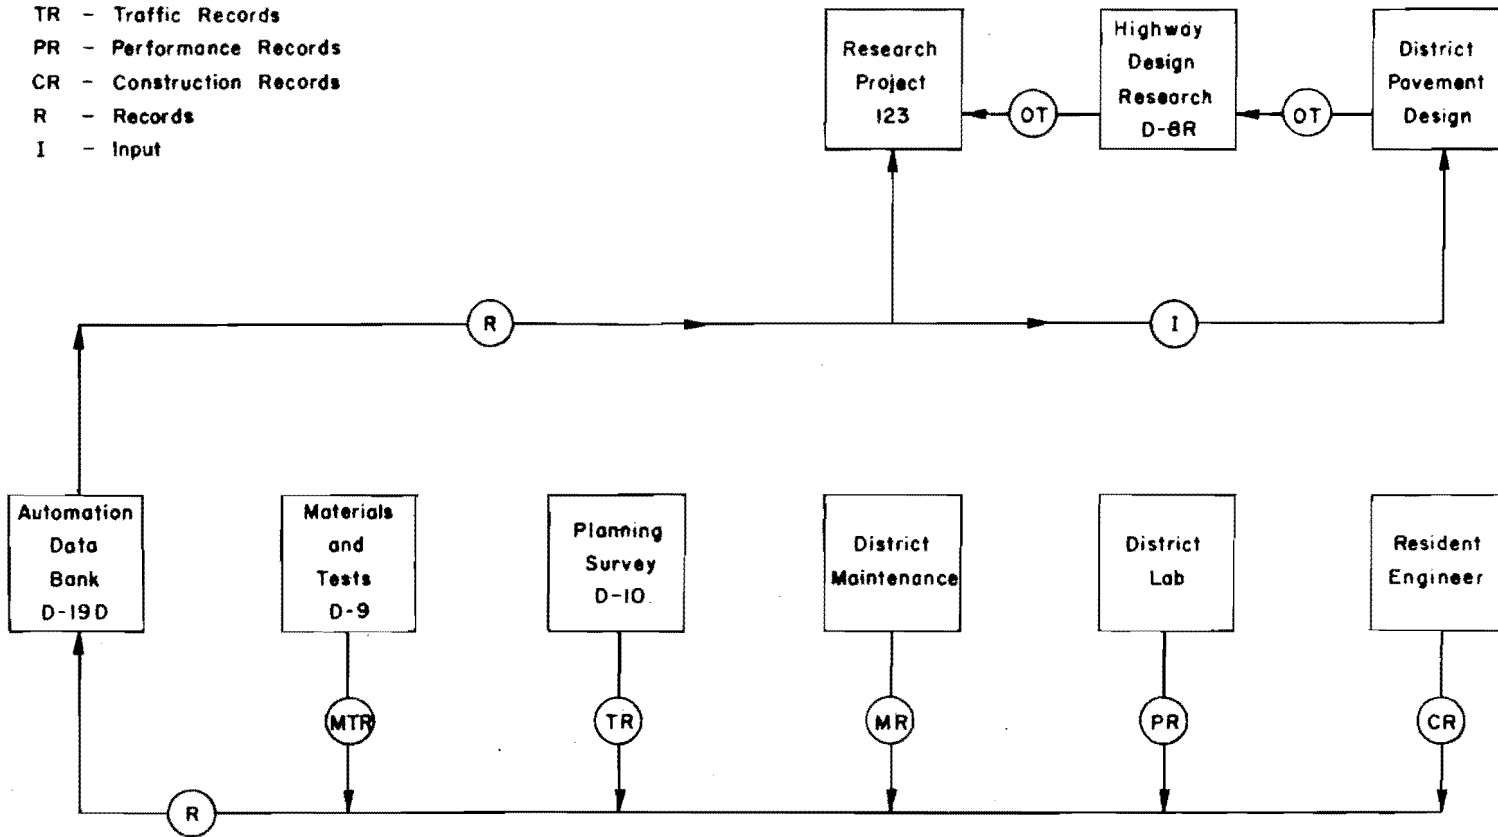 TR - Traffic Records
PR - Performance Records
CR - Construction Records
R - Records
I - Input
Research
Project
123
OT
Highway
Design
Research
D-8R
OT
District
Pavement
Design
R
I
Automation
Data
Bank
D-19D
Materials
and
Tests
D-9
Planning
Survey
D-10
District
Maintenance
District
Lab
Resident
Engineer
MTR
TR
MR
PR
CR
R